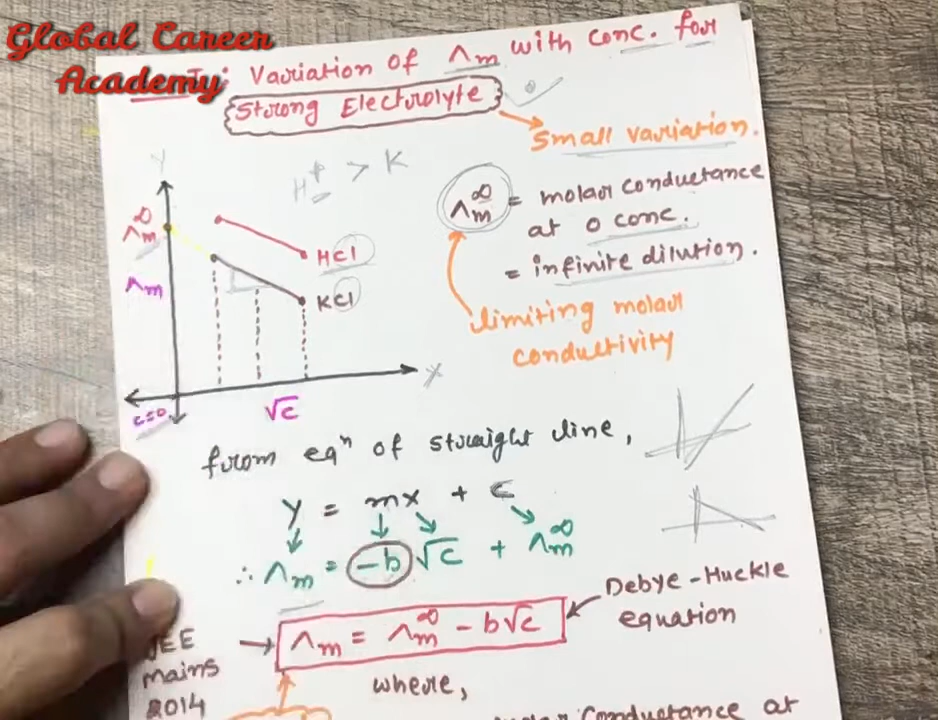 Global Career
Academy
: Variation of Λm with conc. for
Strong Electrolyte
Small variation.
Y
H+ > K
Λm∞ = molar conductance
at 0 conc.
= infinite dilution.
limiting molar
conductivity
Λm∞
Λm
HCl
KCl
X
c=0
√c
from eqn of straight line,
Y = mx + c
∴ Λm = -b √c + Λm∞
Λm = Λm∞ - b√c
Debye-Huckle
equation
JEE
Mains
2014
where,
Conductance at